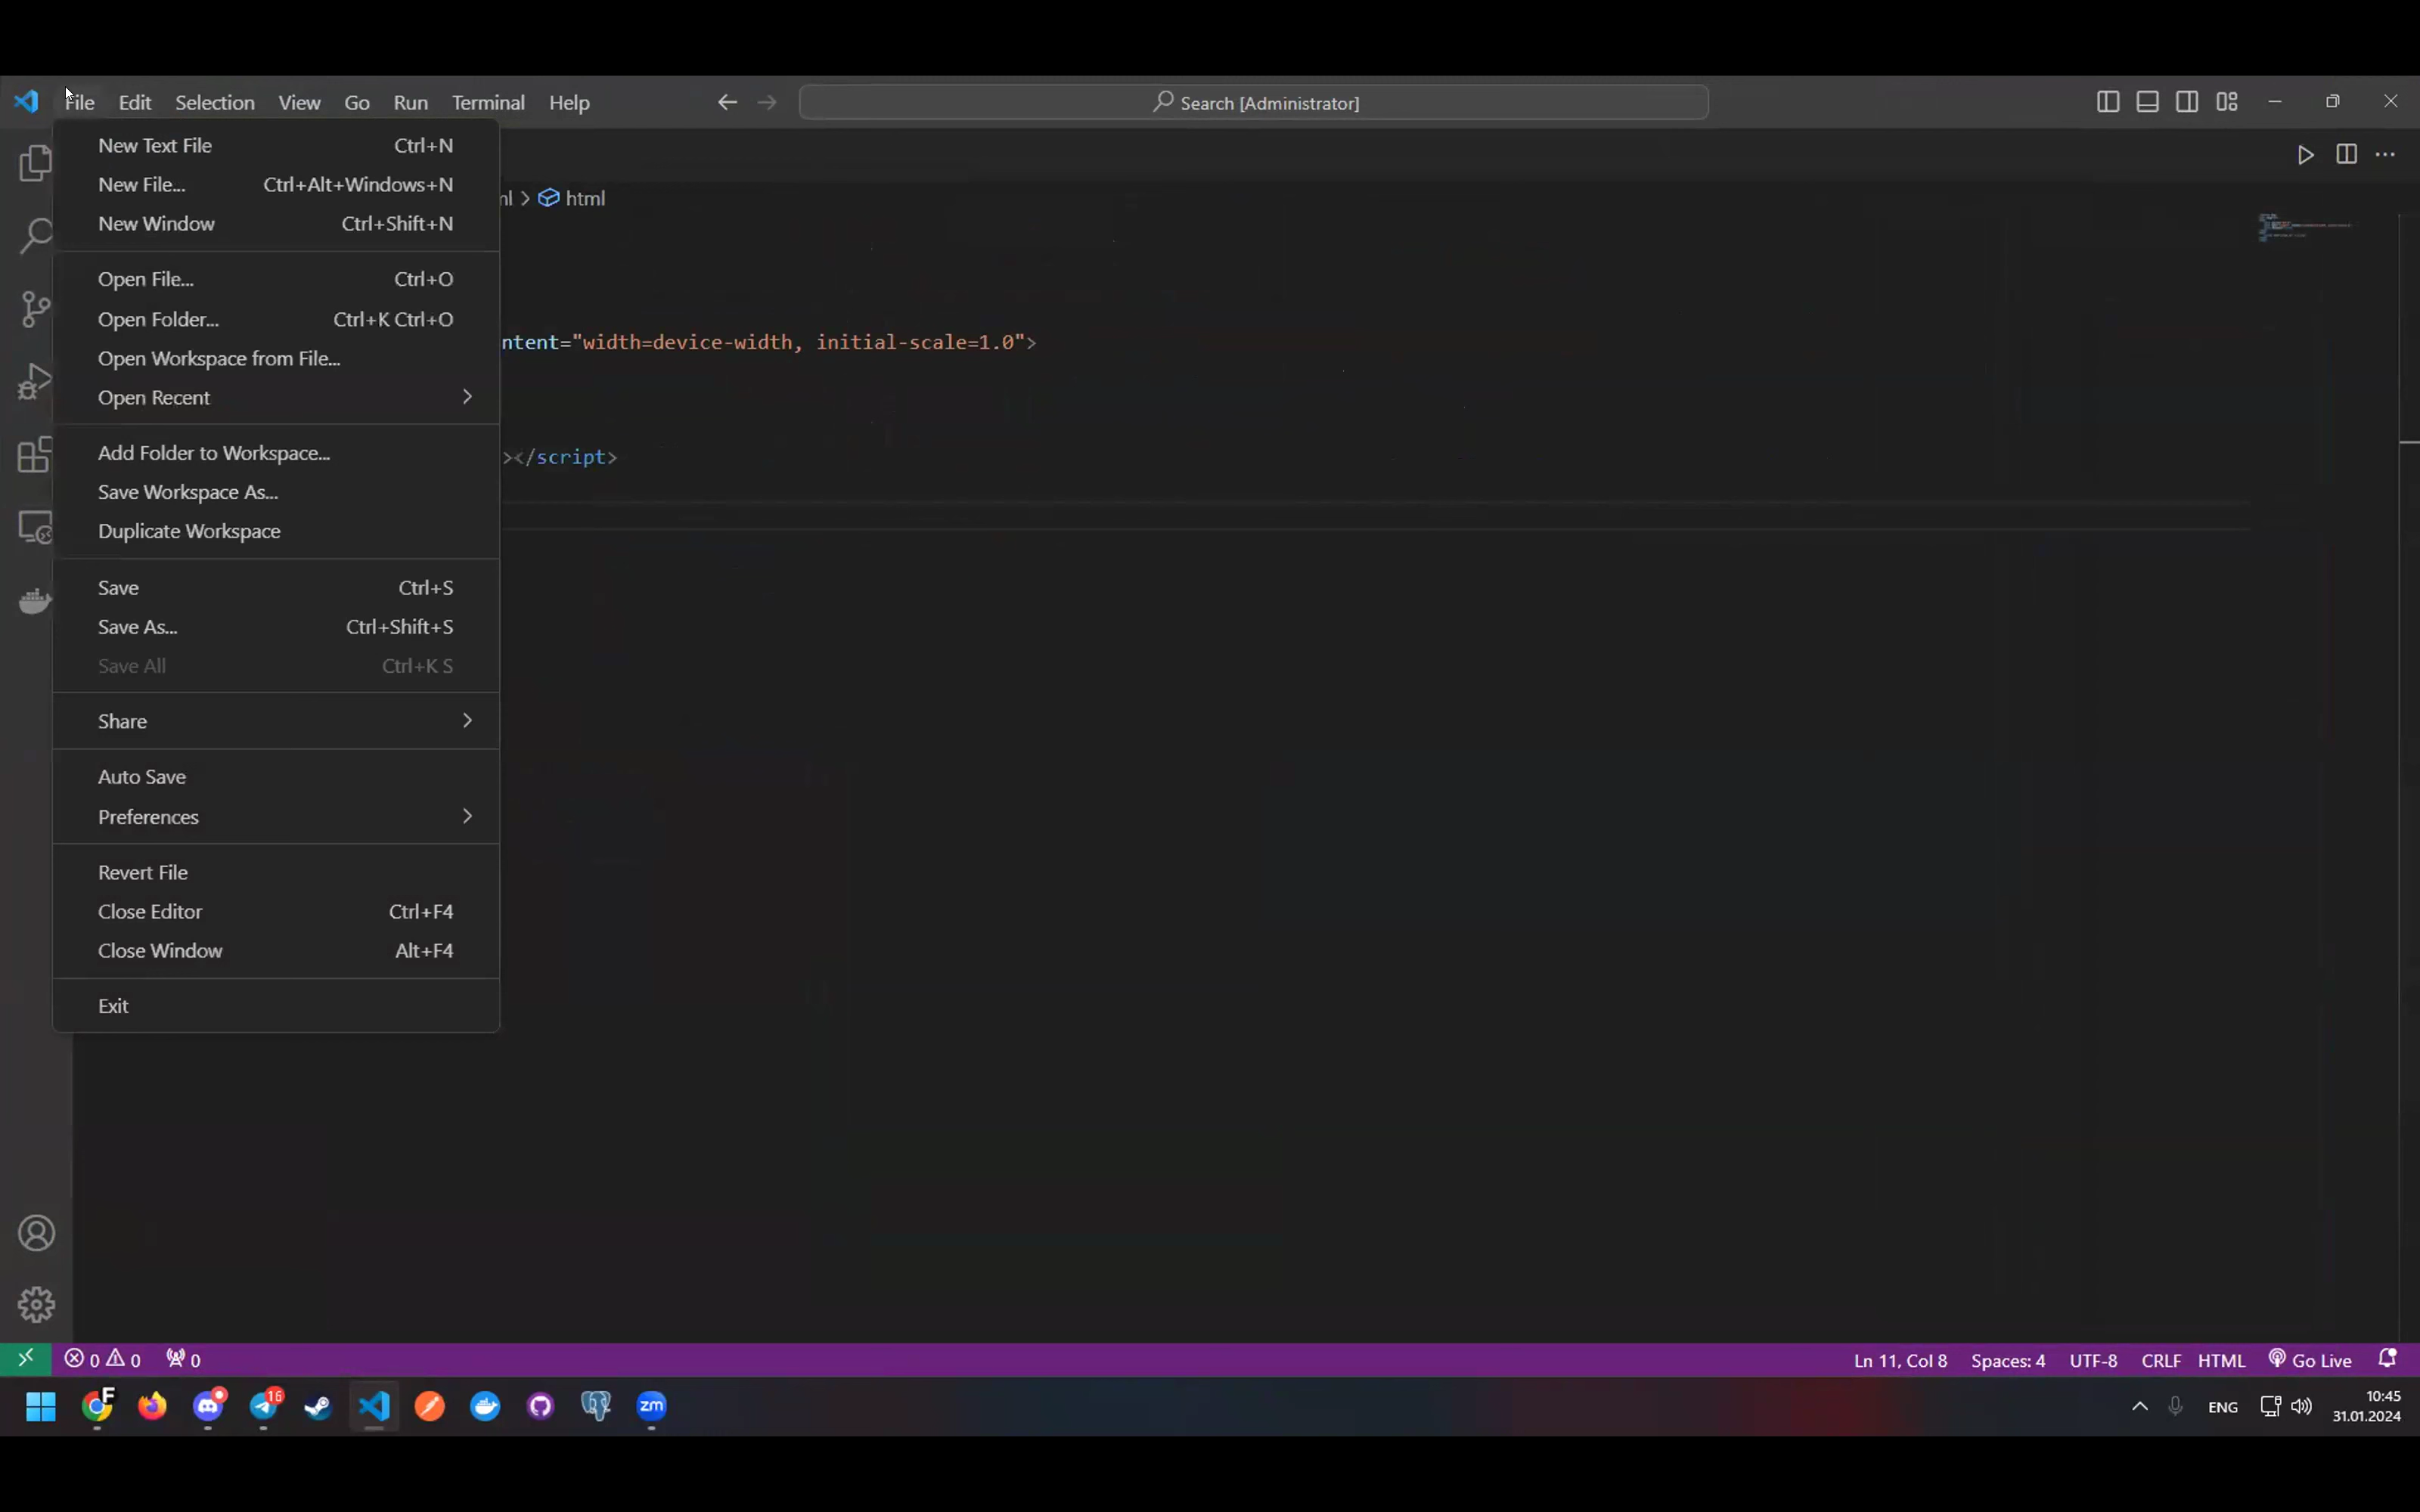 File Edit Selection View Go Run Terminal Help Search [Administrator]
New Text File Ctrl+N
New File... Ctrl+Alt+Windows+N
New Window Ctrl+Shift+N
Open File... Ctrl+O
Open Folder... Ctrl+K Ctrl+O
Open Workspace from File...
Open Recent
Add Folder to Workspace...
Save Workspace As...
Duplicate Workspace
Save Ctrl+S
Save As... Ctrl+Shift+S
Save All Ctrl+K S
Share
Auto Save
Preferences
Revert File
Close Editor Ctrl+F4
Close Window Alt+F4
Exit
nl > html
ntent="width=device-width, initial-scale=1.0">
></script>
0 0 0 Ln 11, Col 8 Spaces: 4 UTF-8 CRLF HTML Go Live
F 16 zm ENG 10:45
31.01.2024